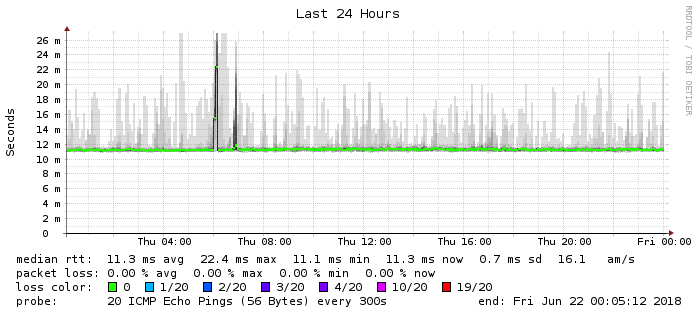 Last 24 Hours
RRDTOOL / TOBI OETIKER
Seconds
26 m
24 m
22 m
20 m
18 m
16 m
14 m
12 m
10 m
8 m
6 m
4 m
2 m
0
Thu 04:00 Thu 08:00 Thu 12:00 Thu 16:00 Thu 20:00 Fri 00:00
median rtt: 11.3 ms avg 22.4 ms max 11.1 ms min 11.3 ms now 0.7 ms sd 16.1 am/s
packet loss: 0.00 % avg 0.00 % max 0.00 % min 0.00 % now
loss color: 0 1/20 2/20 3/20 4/20 10/20 19/20
probe: 20 ICMP Echo Pings (56 Bytes) every 300s end: Fri Jun 22 00:05:12 2018